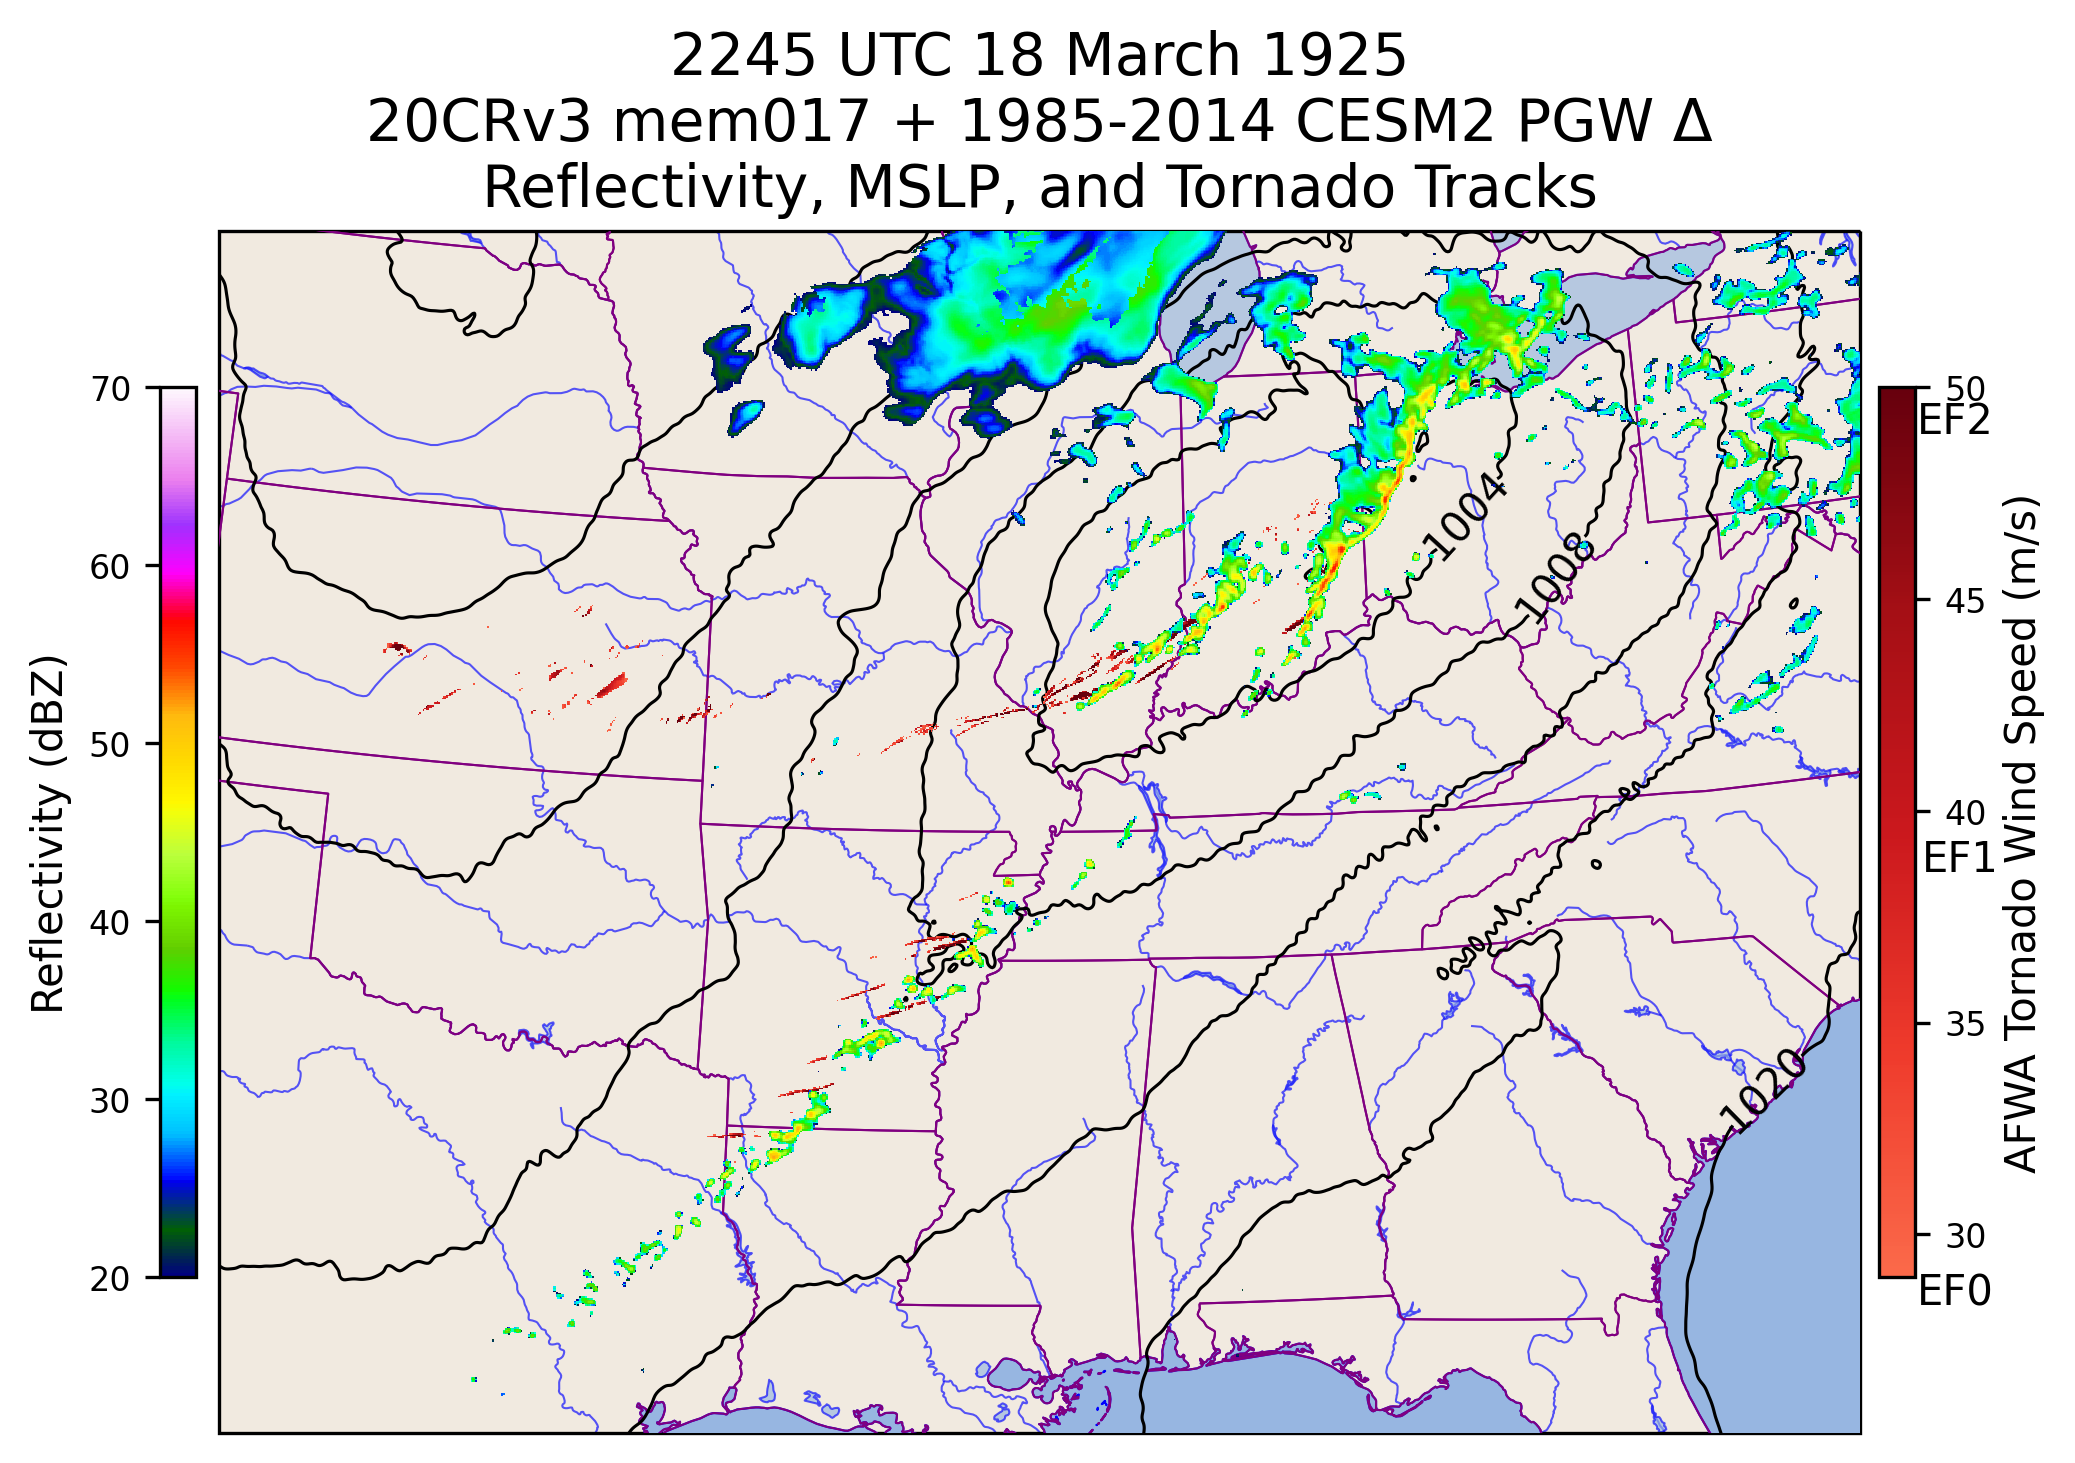 2245 UTC 18 March 1925
20CRv3 mem017 + 1985-2014 CESM2 PGW Δ
Reflectivity, MSLP, and Tornado Tracks
Reflectivity (dBZ)
70
60
50
40
30
20
1004
1008
1020
50
EF2
45
40
EF1
35
30
EF0
AFWA Tornado Wind Speed (m/s)